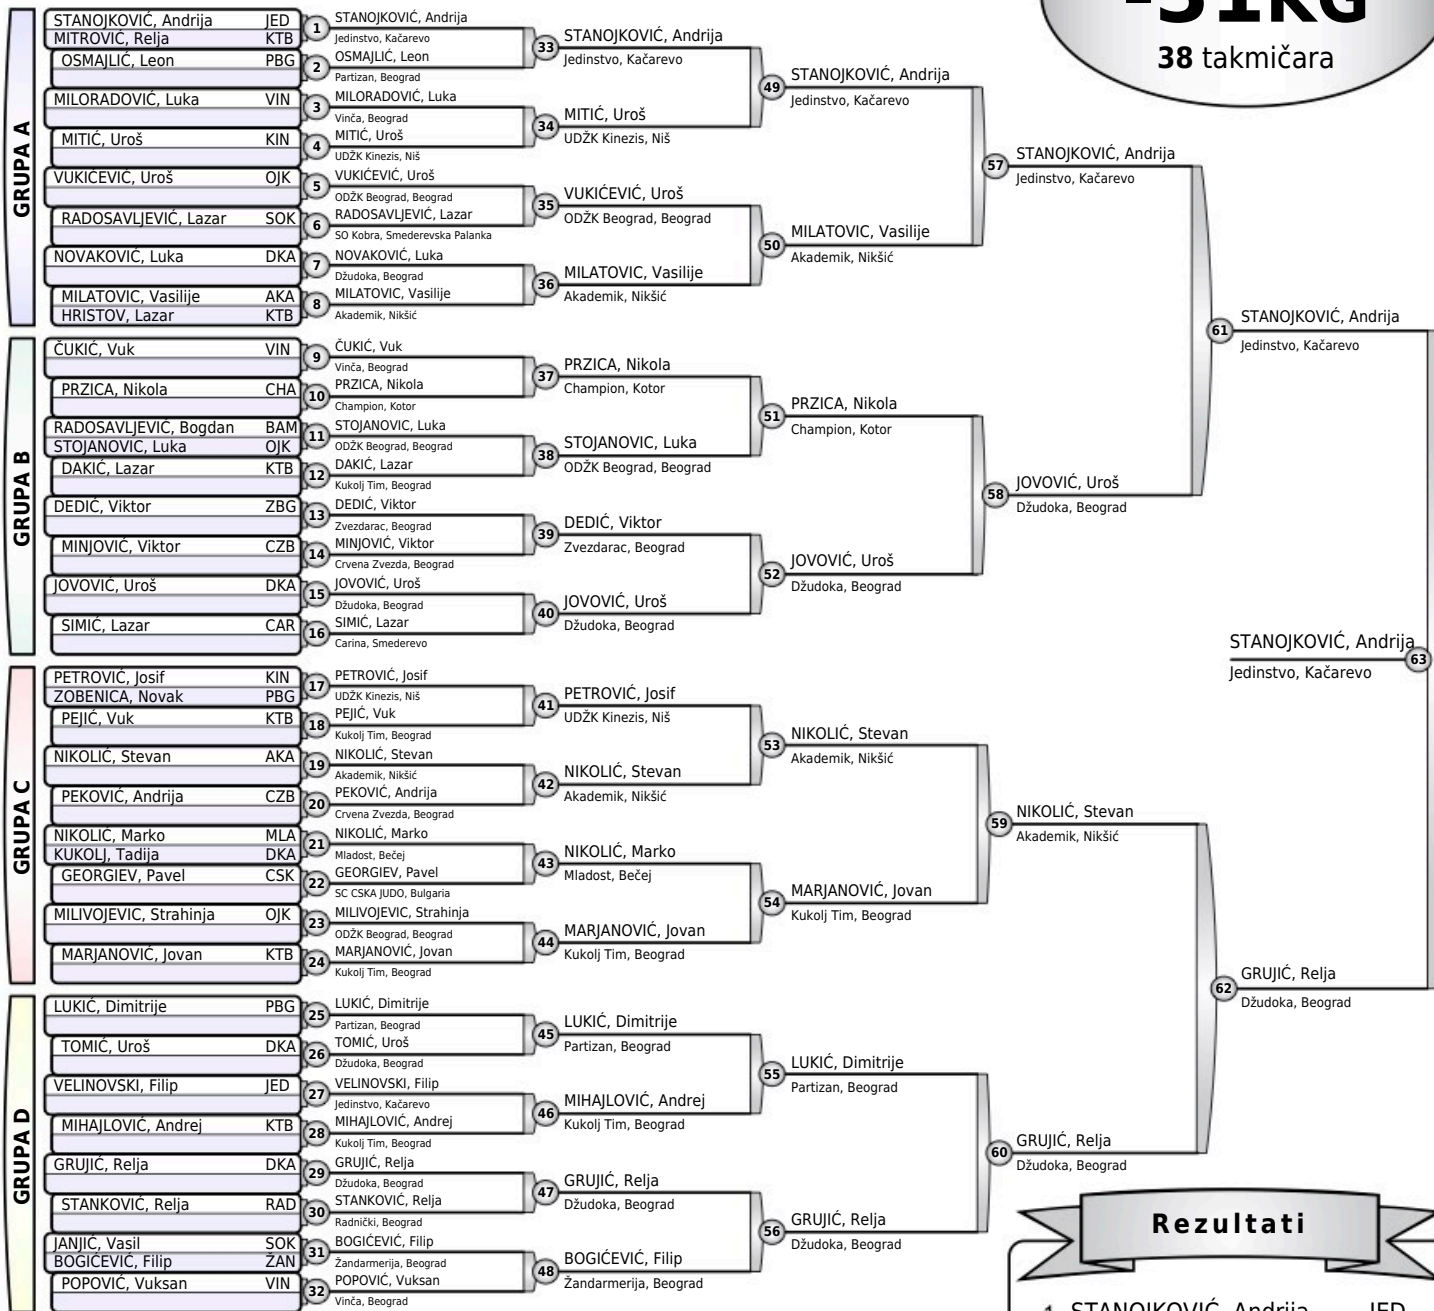 -51KG
38 takmičara
GRUPA A
STANOJKOVIĆ, Andrija JED
MITROVIĆ, Relja KTB
OSMAJLIĆ, Leon PBG
MILORADOVIĆ, Luka VIN
MITIĆ, Uroš KIN
VUKIĆEVIĆ, Uroš OJK
RADOSAVLJEVIĆ, Lazar SOK
NOVAKOVIĆ, Luka DKA
MILATOVIC, Vasilije AKA
HRISTOV, Lazar KTB
GRUPA B
ČUKIĆ, Vuk VIN
PRZICA, Nikola CHA
RADOSAVLJEVIĆ, Bogdan BAM
STOJANOVIC, Luka OJK
DAKIĆ, Lazar KTB
DEDIĆ, Viktor ZBG
MINJOVIĆ, Viktor CZB
JOVOVIĆ, Uroš DKA
SIMIĆ, Lazar CAR
GRUPA C
PETROVIĆ, Josif KIN
ZOBENICA, Novak PBG
PEJIĆ, Vuk KTB
NIKOLIĆ, Stevan AKA
PEKOVIĆ, Andrija CZB
NIKOLIĆ, Marko MLA
KUKOLJ, Tadija DKA
GEORGIEV, Pavel CSK
MILIVOJEVIC, Strahinja OJK
MARJANOVIĆ, Jovan KTB
GRUPA D
LUKIĆ, Dimitrije PBG
TOMIĆ, Uroš DKA
VELINOVSKI, Filip JED
MIHAJLOVIĆ, Andrej KTB
GRUJIĆ, Relja DKA
STANKOVIĆ, Relja RAD
JANJIĆ, Vasil SOK
BOGIĆEVIĆ, Filip ŽAN
POPOVIĆ, Vuksan VIN
1 STANOJKOVIĆ, Andrija
Jedinstvo, Kačarevo
2 OSMAJLIĆ, Leon
Partizan, Beograd
3 MILORADOVIĆ, Luka
Vinča, Beograd
4 MITIĆ, Uroš
UDŽK Kinezis, Niš
5 VUKIĆEVIĆ, Uroš
ODŽK Beograd, Beograd
6 RADOSAVLJEVIĆ, Lazar
SO Kobra, Smederevska Palanka
7 NOVAKOVIĆ, Luka
Džudoka, Beograd
8 MILATOVIC, Vasilije
Akademik, Nikšić
9 ČUKIĆ, Vuk
Vinča, Beograd
10 PRZICA, Nikola
Champion, Kotor
11 STOJANOVIC, Luka
ODŽK Beograd, Beograd
12 DAKIĆ, Lazar
Kukolj Tim, Beograd
13 DEDIĆ, Viktor
Zvezdarac, Beograd
14 MINJOVIĆ, Viktor
Crvena Zvezda, Beograd
15 JOVOVIĆ, Uroš
Džudoka, Beograd
16 SIMIĆ, Lazar
Carina, Smederevo
17 PETROVIĆ, Josif
UDŽK Kinezis, Niš
18 PEJIĆ, Vuk
Kukolj Tim, Beograd
19 NIKOLIĆ, Stevan
Akademik, Nikšić
20 PEKOVIĆ, Andrija
Crvena Zvezda, Beograd
21 NIKOLIĆ, Marko
Mladost, Bečej
22 GEORGIEV, Pavel
SC CSKA JUDO, Bulgaria
23 MILIVOJEVIC, Strahinja
ODŽK Beograd, Beograd
24 MARJANOVIĆ, Jovan
Kukolj Tim, Beograd
25 LUKIĆ, Dimitrije
Partizan, Beograd
26 TOMIĆ, Uroš
Džudoka, Beograd
27 VELINOVSKI, Filip
Jedinstvo, Kačarevo
28 MIHAJLOVIĆ, Andrej
Kukolj Tim, Beograd
29 GRUJIĆ, Relja
Džudoka, Beograd
30 STANKOVIĆ, Relja
Radnički, Beograd
31 BOGIĆEVIĆ, Filip
Žandarmerija, Beograd
32 POPOVIĆ, Vuksan
Vinča, Beograd
33 STANOJKOVIĆ, Andrija
Jedinstvo, Kačarevo
34 MITIĆ, Uroš
UDŽK Kinezis, Niš
35 VUKIĆEVIĆ, Uroš
ODŽK Beograd, Beograd
36 MILATOVIC, Vasilije
Akademik, Nikšić
37 PRZICA, Nikola
Champion, Kotor
38 STOJANOVIC, Luka
ODŽK Beograd, Beograd
39 DEDIĆ, Viktor
Zvezdarac, Beograd
40 JOVOVIĆ, Uroš
Džudoka, Beograd
41 PETROVIĆ, Josif
UDŽK Kinezis, Niš
42 NIKOLIĆ, Stevan
Akademik, Nikšić
43 NIKOLIĆ, Marko
Mladost, Bečej
44 MARJANOVIĆ, Jovan
Kukolj Tim, Beograd
45 LUKIĆ, Dimitrije
Partizan, Beograd
46 MIHAJLOVIĆ, Andrej
Kukolj Tim, Beograd
47 GRUJIĆ, Relja
Džudoka, Beograd
48 BOGIĆEVIĆ, Filip
Žandarmerija, Beograd
49 STANOJKOVIĆ, Andrija
Jedinstvo, Kačarevo
50 MILATOVIC, Vasilije
Akademik, Nikšić
51 PRZICA, Nikola
Champion, Kotor
52 JOVOVIĆ, Uroš
Džudoka, Beograd
53 NIKOLIĆ, Stevan
Akademik, Nikšić
54 MARJANOVIĆ, Jovan
Kukolj Tim, Beograd
55 LUKIĆ, Dimitrije
Partizan, Beograd
56 GRUJIĆ, Relja
Džudoka, Beograd
57 STANOJKOVIĆ, Andrija
Jedinstvo, Kačarevo
58 JOVOVIĆ, Uroš
Džudoka, Beograd
59 NIKOLIĆ, Stevan
Akademik, Nikšić
60 GRUJIĆ, Relja
Džudoka, Beograd
61 STANOJKOVIĆ, Andrija
Jedinstvo, Kačarevo
62 GRUJIĆ, Relja
Džudoka, Beograd
STANOJKOVIĆ, Andrija 63
Jedinstvo, Kačarevo
Rezultati
1 STANOJKOVIĆ, Andrija JED